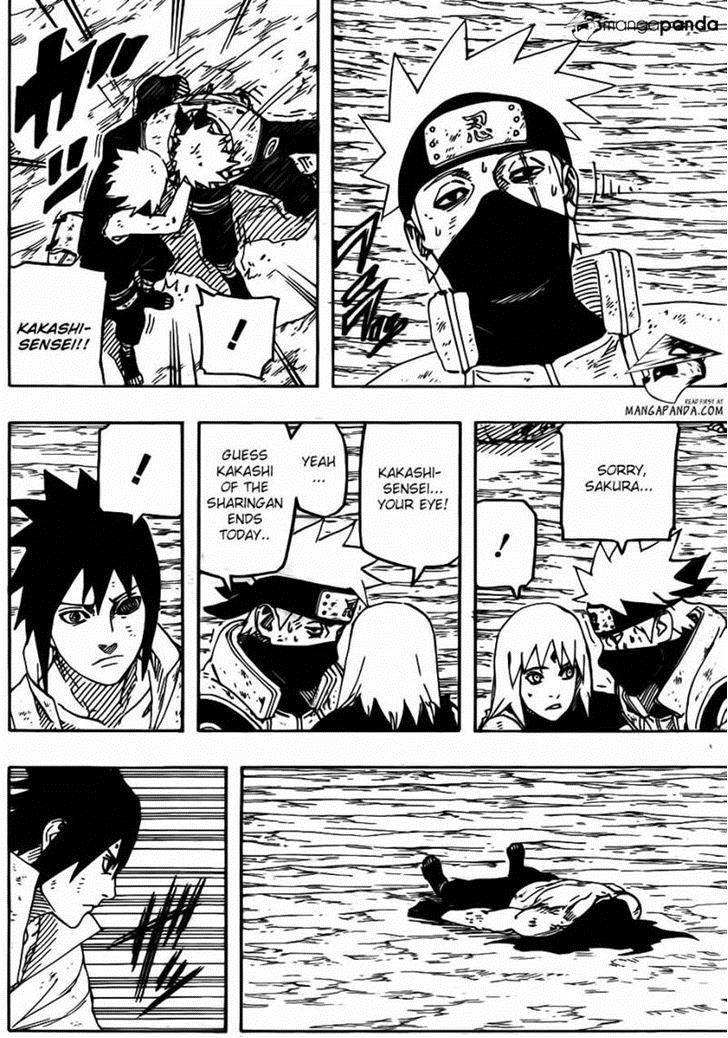 mangapanda
忍
!
KAKASHI-
SENSEI!!
READ FIRST AT
MANGAPANDA.COM
SORRY,
SAKURA...
!
KAKASHI-
SENSEI...
YOUR EYE!
YEAH
...
GUESS
KAKASHI
OF THE
SHARINGAN
ENDS
TODAY..
!